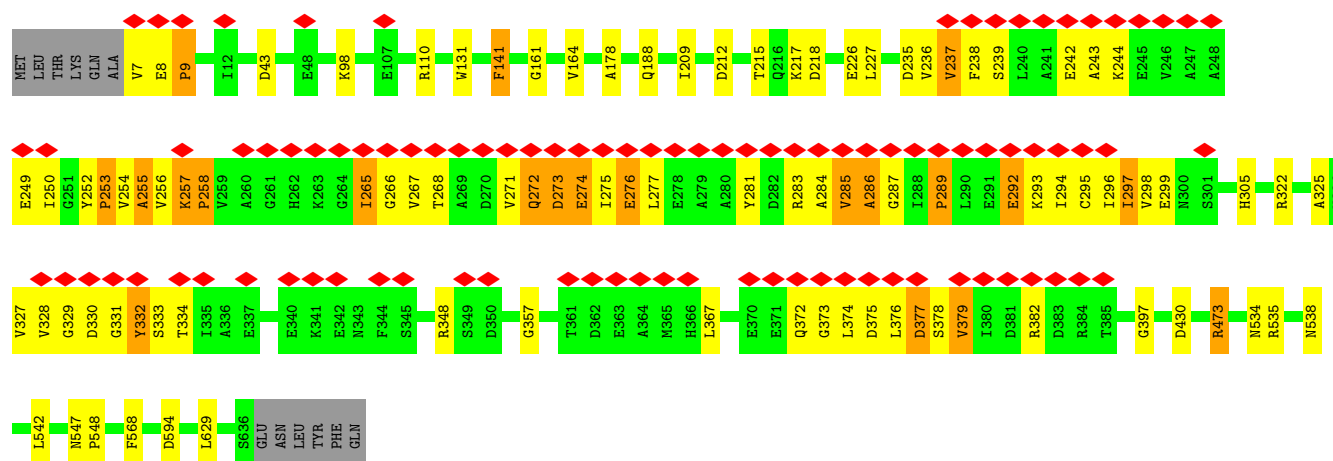 MET LEU THR LYS GLN ALA V7 E8 P9 I12 D43 E48 K98 E107 R110 W131 F141 G161 V164 A178 Q188 I209 D212 T215 Q216 K217 D218 E226 L227 D235 V236 V237 F238 S239 L240 A241 E242 A243 K244 E245 V246 A247 A248
E249 I250 G251 Y252 P253 V254 A255 V256 K257 P258 V259 A260 G261 H262 K263 G264 I265 G266 V267 T268 A269 D270 V271 Q272 D273 E274 I275 E276 L277 E278 A279 A280 Y281 D282 R283 A284 V285 A286 G287 I288 P289 L290 E291 E292 K293 I294 C295 I296 I297 V298 E299 N300 S301 H305 R322 A325
V327 V328 G329 D330 G331 Y332 S333 T334 I335 A336 E337 E340 K341 E342 N343 F344 S345 R348 S349 D350 G357 T361 D362 E363 A364 M365 H366 L367 E370 E371 Q372 G373 L374 D375 L376 D377 S378 V379 I380 D381 R382 D383 R384 T385 G397 D430 R473 N534 R535 N538
L542 N547 P548 F568 D594 L629 S636 GLU ASN LEU TYR PHE GLN